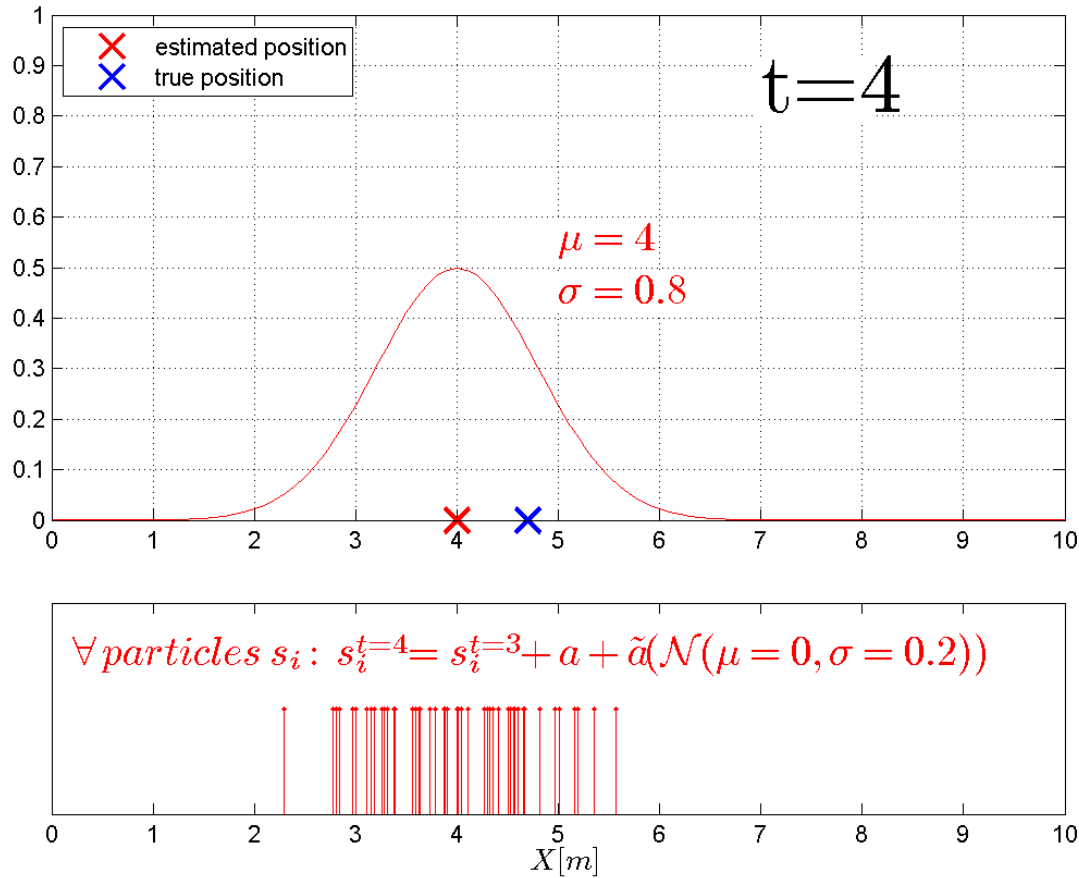 1
0.9
0.8
0.7
0.6
0.5
0.4
0.3
0.2
0.1
0
estimated position
true position
t=4
μ = 4
σ = 0.8
0 1 2 3 4 5 6 7 8 9 10
∀ particles s_i : s_i^{t=4} = s_i^{t=3} + a + ã(𝒩(μ = 0, σ = 0.2))
0 1 2 3 4 5 6 7 8 9 10
X[m]